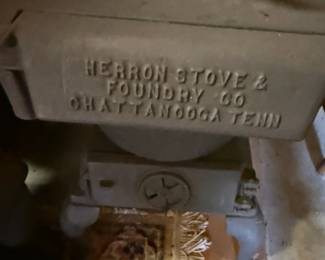 HERRON STOVE &
FOUNDRY CO
CHATTANOOGA TENN